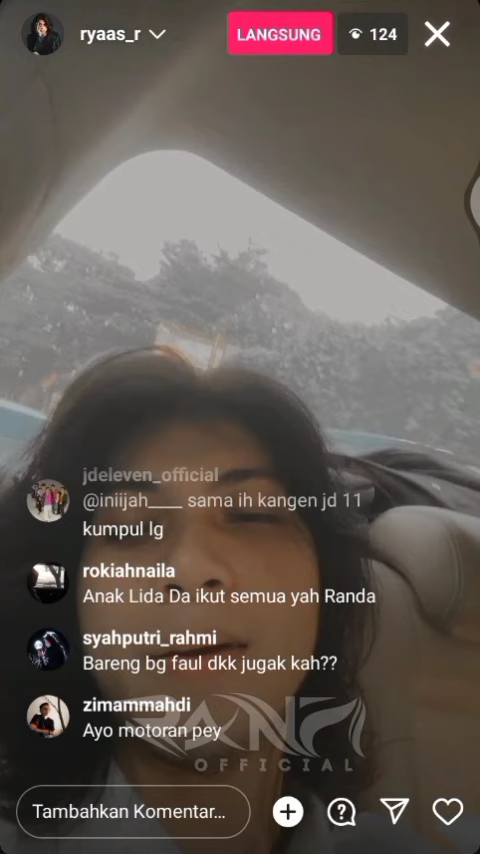 ryaas_r
LANGSUNG
124
jdeleven_official
@iniijah____ sama ih kangen jd 11
kumpul lg
rokiahnaila
Anak Lida Da ikut semua yah Randa
syahputri_rahmi
Bareng bg faul dkk jugak kah??
zimammahdi
Ayo motoran pey
OFFICIAL
Tambahkan Komentar...